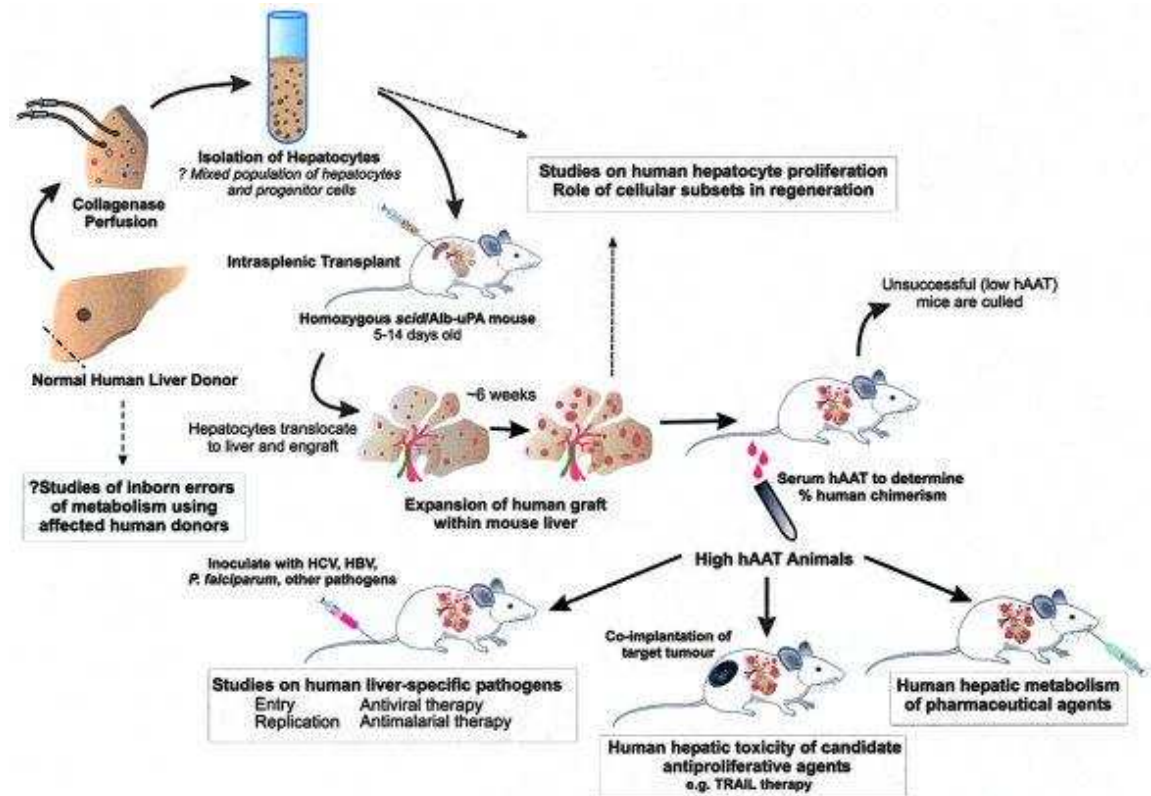 Isolation of Hepatocytes
? Mixed population of hepatocytes
and progenitor cells
Collagenase
Perfusion
Normal Human Liver Donor
?Studies of inborn errors
of metabolism using
affected human donors
Intrasplenic Transplant
Homozygous scid/Alb-uPA mouse
5-14 days old
Studies on human hepatocyte proliferation
Role of cellular subsets in regeneration
Hepatocytes translocate
to liver and engraft
~6 weeks
Expansion of human graft
within mouse liver
Unsuccessful (low hAAT)
mice are culled
Serum hAAT to determine
% human chimerism
High hAAT Animals
Inoculate with HCV, HBV,
P. falciparum, other pathogens
Studies on human liver-specific pathogens
Entry Antiviral therapy
Replication Antimalarial therapy
Co-implantation of
target tumour
Human hepatic toxicity of candidate
antiproliferative agents
e.g. TRAIL therapy
Human hepatic metabolism
of pharmaceutical agents